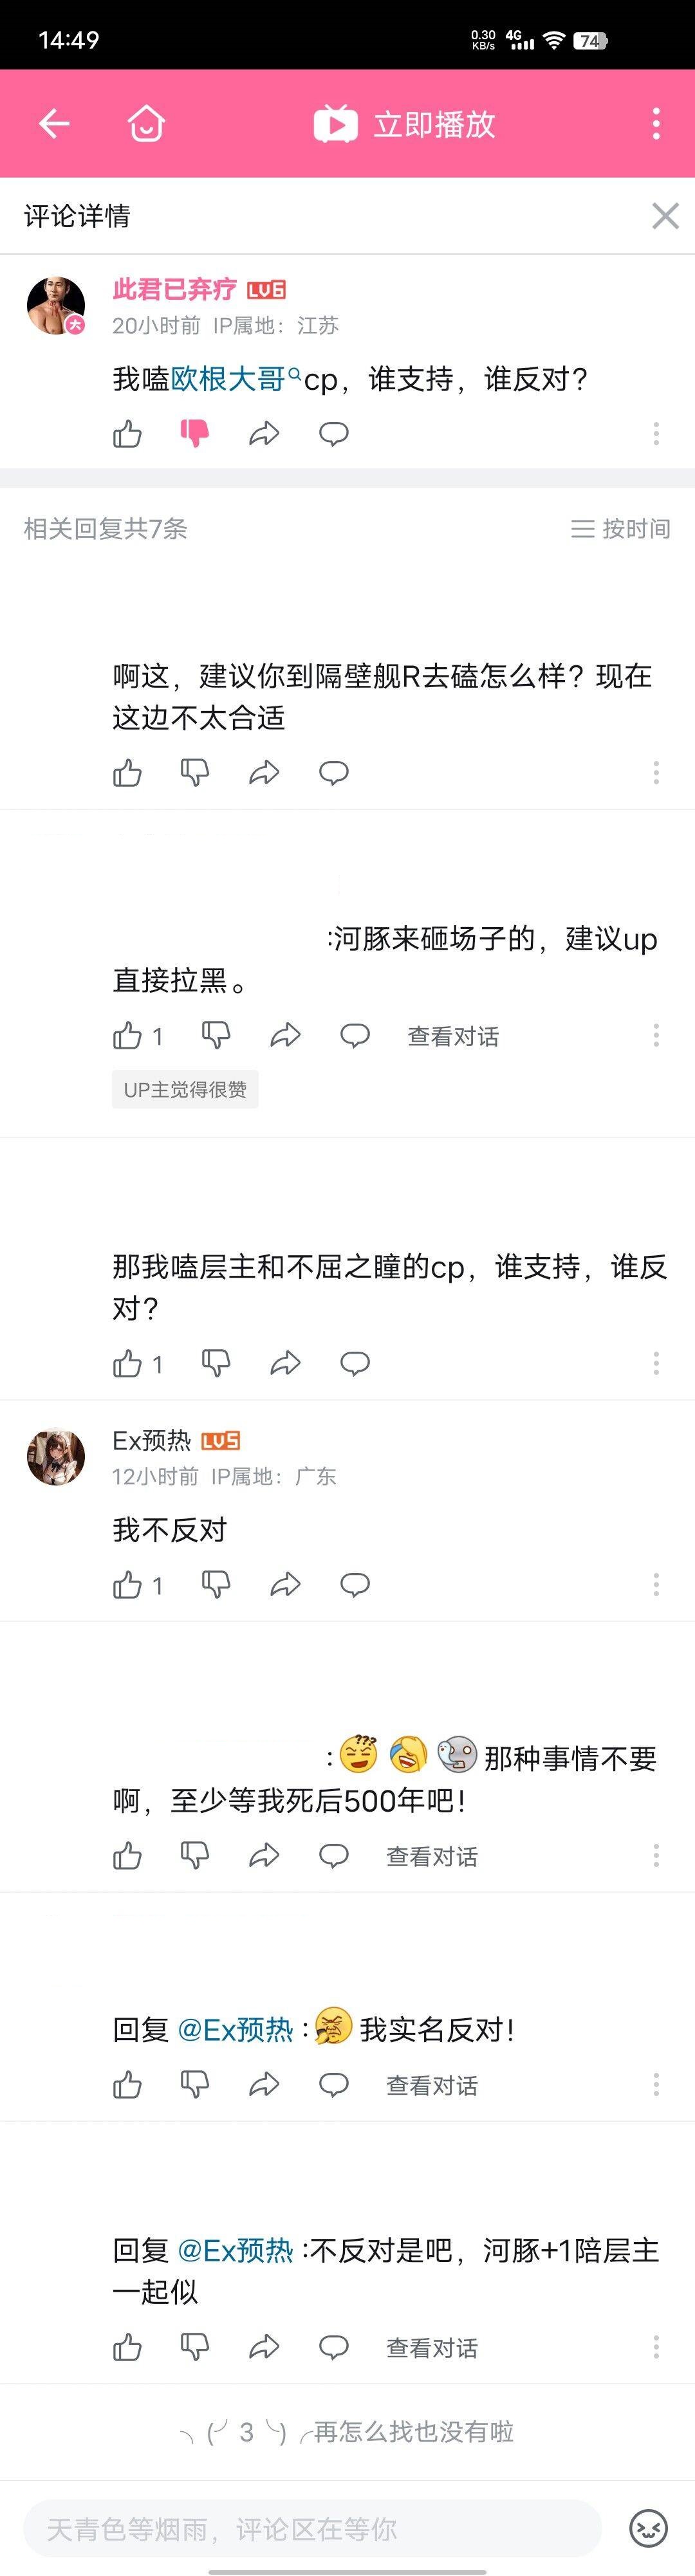 14:49
0.30 KB/s 4G 74
立即播放
评论详情
此君已弃疗 LV6
20小时前 IP属地：江苏
我嗑欧根大哥cp，谁支持，谁反对？
相关回复共7条
按时间
啊这，建议你到隔壁舰R去磕怎么样？现在
这边不太合适
:河豚来砸场子的，建议up
直接拉黑。
1 查看对话
UP主觉得很赞
那我嗑层主和不屈之瞳的cp，谁支持，谁反
对？
1
Ex预热 LV5
12小时前 IP属地：广东
我不反对
1
:那种事情不要
啊，至少等我死后500年吧！
查看对话
回复 @Ex预热 :我实名反对！
查看对话
回复 @Ex预热 :不反对是吧，河豚+1陪层主
一起似
查看对话
╮(╯3╰)╭再怎么找也没有啦
天青色等烟雨，评论区在等你